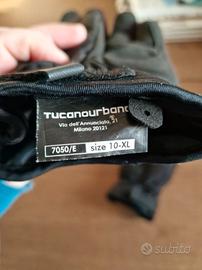 Tucanourbano
Via dell'Annunciata, 31
Milano 20121
7050/E size 10-XL
subito